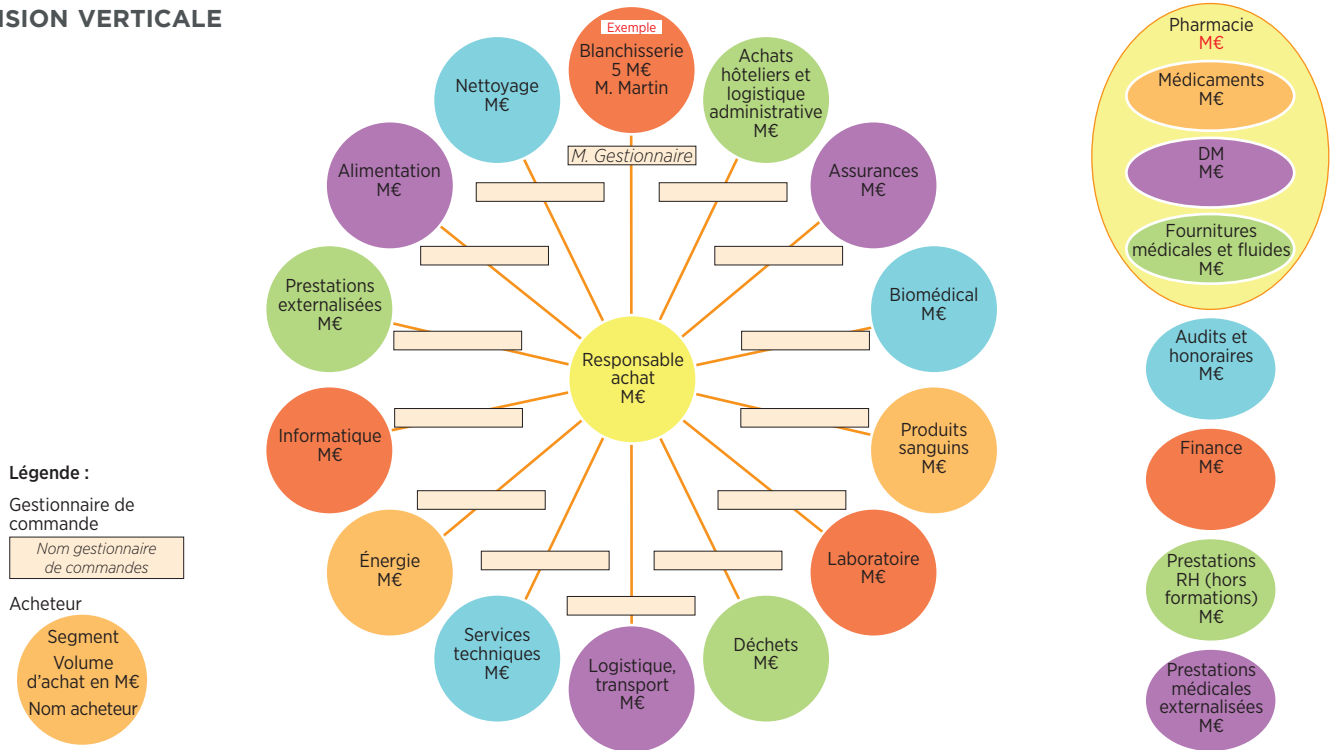 ISION VERTICALE
Exemple
Blanchisserie
5 M€
M. Martin
M. Gestionnaire
Achats
hôteliers et
logistique
administrative
M€
Assurances
M€
Biomédical
M€
Produits
sanguins
M€
Laboratoire
M€
Déchets
M€
Logistique,
transport
M€
Services
techniques
M€
Énergie
M€
Informatique
M€
Prestations
externalisées
M€
Alimentation
M€
Nettoyage
M€
Responsable
achat
M€
Légende :
Gestionnaire de
commande
Nom gestionnaire
de commandes
Acheteur
Segment
Volume
d'achat en M€
Nom acheteur
Pharmacie
M€
Médicaments
M€
DM
M€
Fournitures
médicales et fluides
M€
Audits et
honoraires
M€
Finance
M€
Prestations
RH (hors
formations)
M€
Prestations
médicales
externalisées
M€